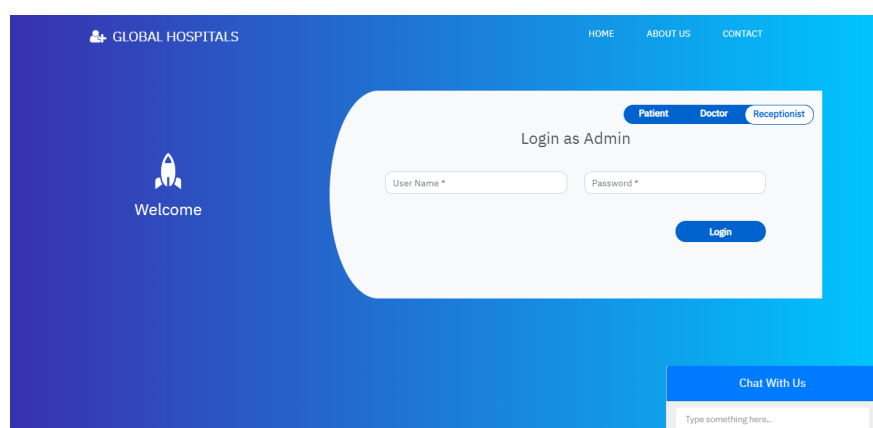 GLOBAL HOSPITALS
HOME ABOUT US CONTACT
Patient Doctor Receptionist
Login as Admin
User Name * Password *
Welcome
Login
Chat With Us
Type something here..